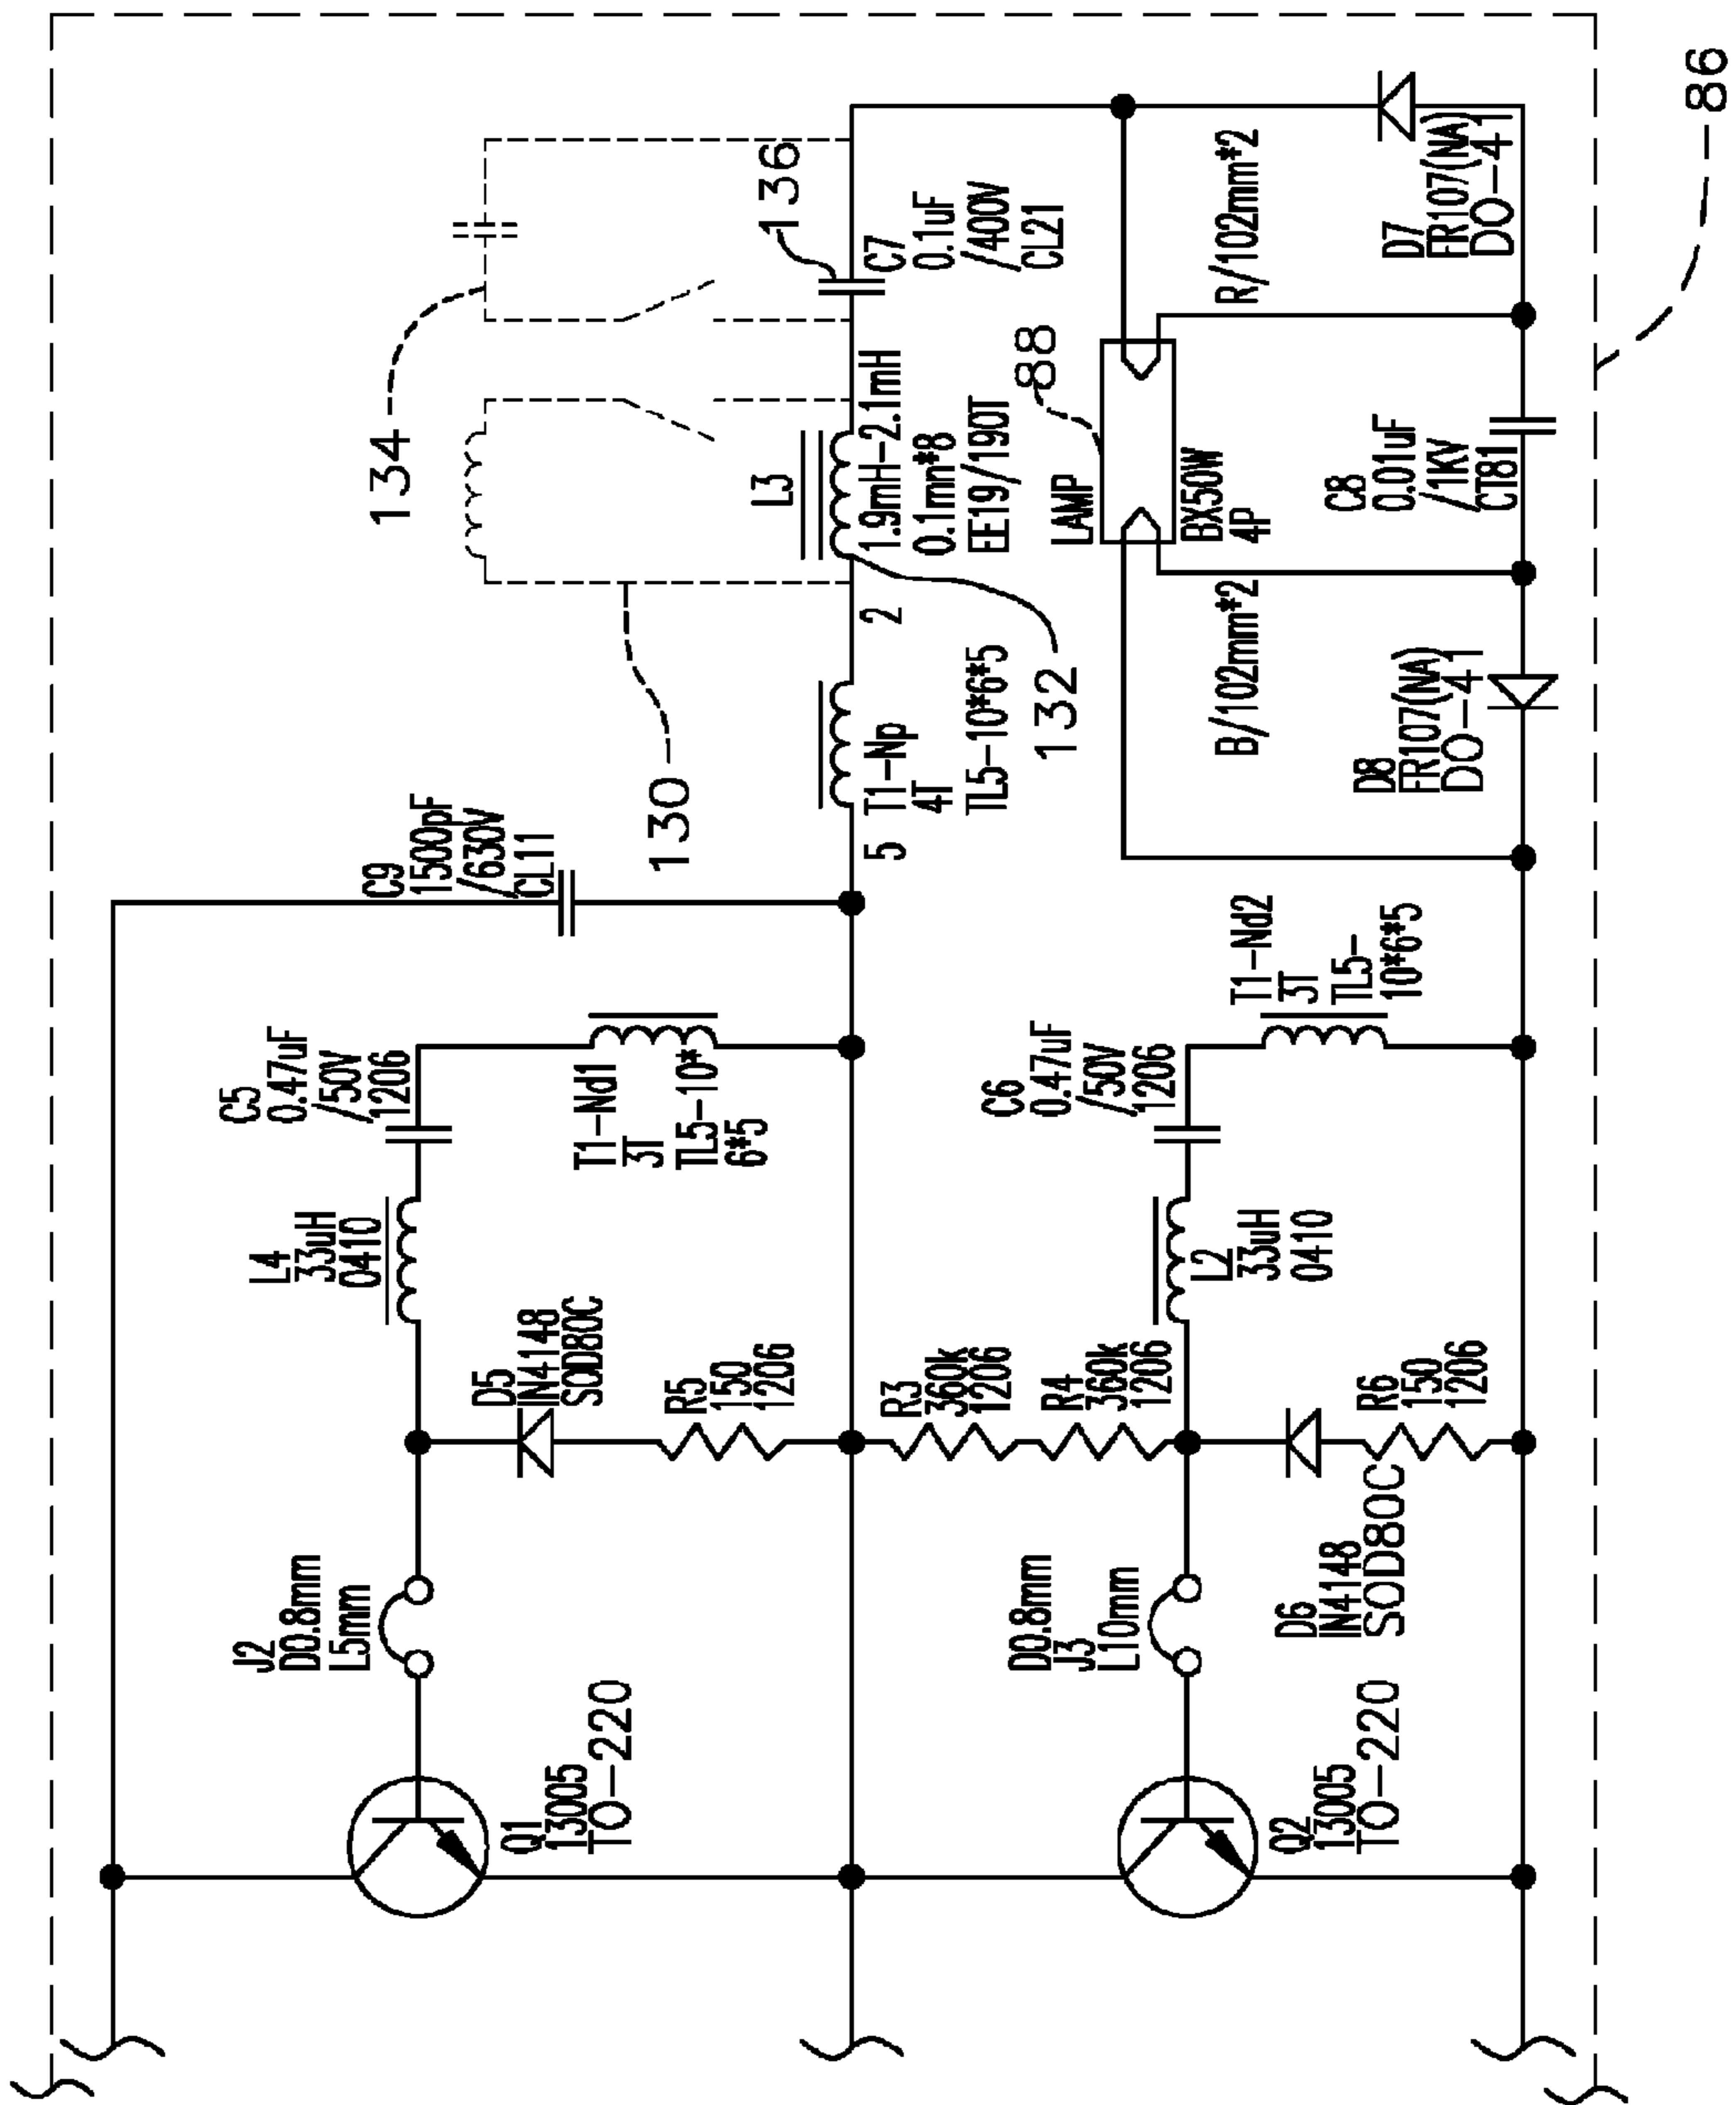 134
136
C7
0.1uF
/400V
CL21
L3
1.9mH-2.1mH
0.1mm*8
EE19/190T
88
LAMP
BX50W
4P
R/102mm*2
D7
FR107(NA)
DO-41
86
130
2
T1-Np
4T
TL5-10*6*5
5
132
B/102mm*2
C8
0.01uF
/1KV
CT81
D8
FR107(NA)
DO-41
C9
1500pF
/630V
CL11
C5
0.47uF
/50V
1206
T1-Nd1
3T
TL5-10*
6*5
C6
0.47uF
/50V
1206
T1-Nd2
3T
TL5-
10*6*5
L4
33uH
0410
D5
IN4148
SOD80C
R5
150
1206
R3
360k
1206
R4
360k
1206
L2
33uH
0410
R6
150
1206
J2
D0.8mm
L5mm
D0.8mm
J3
L10mm
D6
IN4148
SOD80C
Q1
13005
TO-220
Q2
13005
TO-220